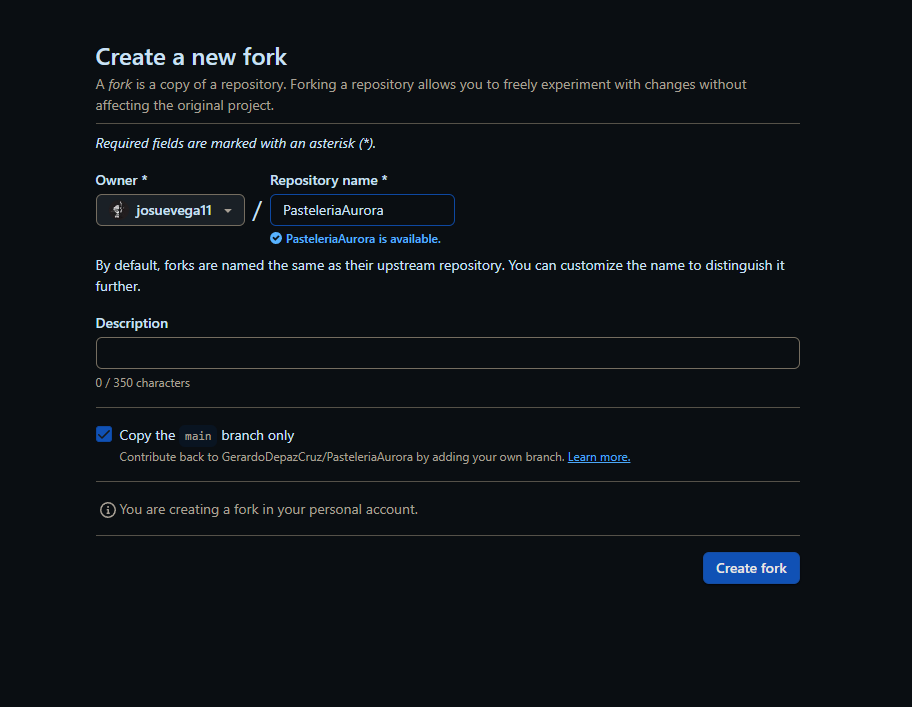 Create a new fork
A fork is a copy of a repository. Forking a repository allows you to freely experiment with changes without
affecting the original project.
Required fields are marked with an asterisk (*).
Owner *
Repository name *
josuevega11
/
PasteleriaAurora
PasteleriaAurora is available.
By default, forks are named the same as their upstream repository. You can customize the name to distinguish it
further.
Description
0 / 350 characters
Copy the main branch only
Contribute back to GerardoDepazCruz/PasteleriaAurora by adding your own branch. Learn more.
You are creating a fork in your personal account.
Create fork